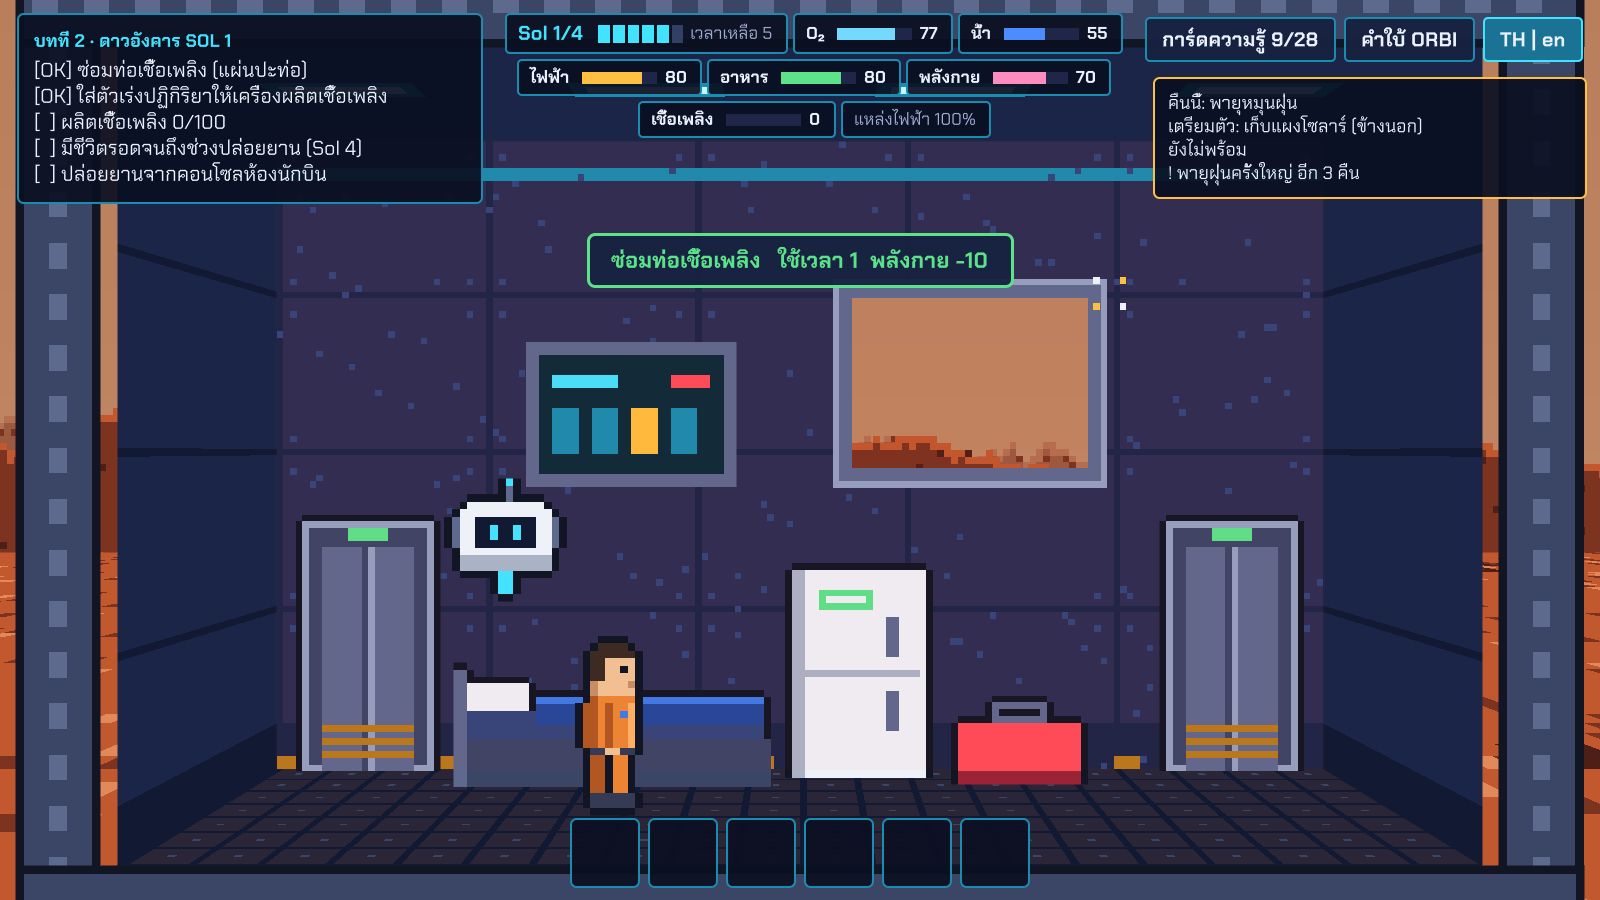 บทที่ 2 · ดาวอังคาร SOL 1
[OK] ซ่อมท่อเชื้อเพลิง (แผ่นปะท่อ)
[OK] ใส่ตัวเร่งปฏิกิริยาให้เครื่องผลิตเชื้อเพลิง
[ ] ผลิตเชื้อเพลิง 0/100
[ ] มีชีวิตรอดจนถึงช่วงปล่อยยาน (Sol 4)
[ ] ปล่อยยานจากคอนโซลห้องนักบิน
Sol 1/4 เวลาเหลือ 5
O₂ 77
น้ำ 55
ไฟฟ้า 80
อาหาร 80
พลังกาย 70
เชื้อเพลิง 0
แหล่งไฟฟ้า 100%
การ์ดความรู้ 9/28
คำใบ้ ORBI
TH | en
คืนนี้: พายุหมุนฝุ่น
เตรียมตัว: เก็บแผงโซลาร์ (ข้างนอก)
ยังไม่พร้อม
! พายุฝุ่นครั้งใหญ่ อีก 3 คืน
ซ่อมท่อเชื้อเพลิง ใช้เวลา 1 พลังกาย -10